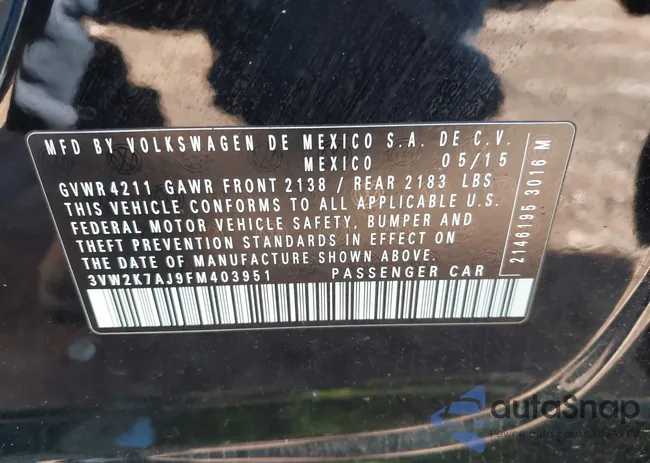 MFD BY VOLKSWAGEN DE MEXICO S.A. DE C.V.
MEXICO 05/15
GVWR 4211 GAWR FRONT 2138 / REAR 2183 LBS
THIS VEHICLE CONFORMS TO ALL APPLICABLE U.S.
FEDERAL MOTOR VEHICLE SAFETY, BUMPER AND
THEFT PREVENTION STANDARDS IN EFFECT ON
THE DATE OF MANUFACTURE SHOWN ABOVE.
3VW2K7AJ9FM403951 PASSENGER CAR
2146195 3016 M
autoSnap